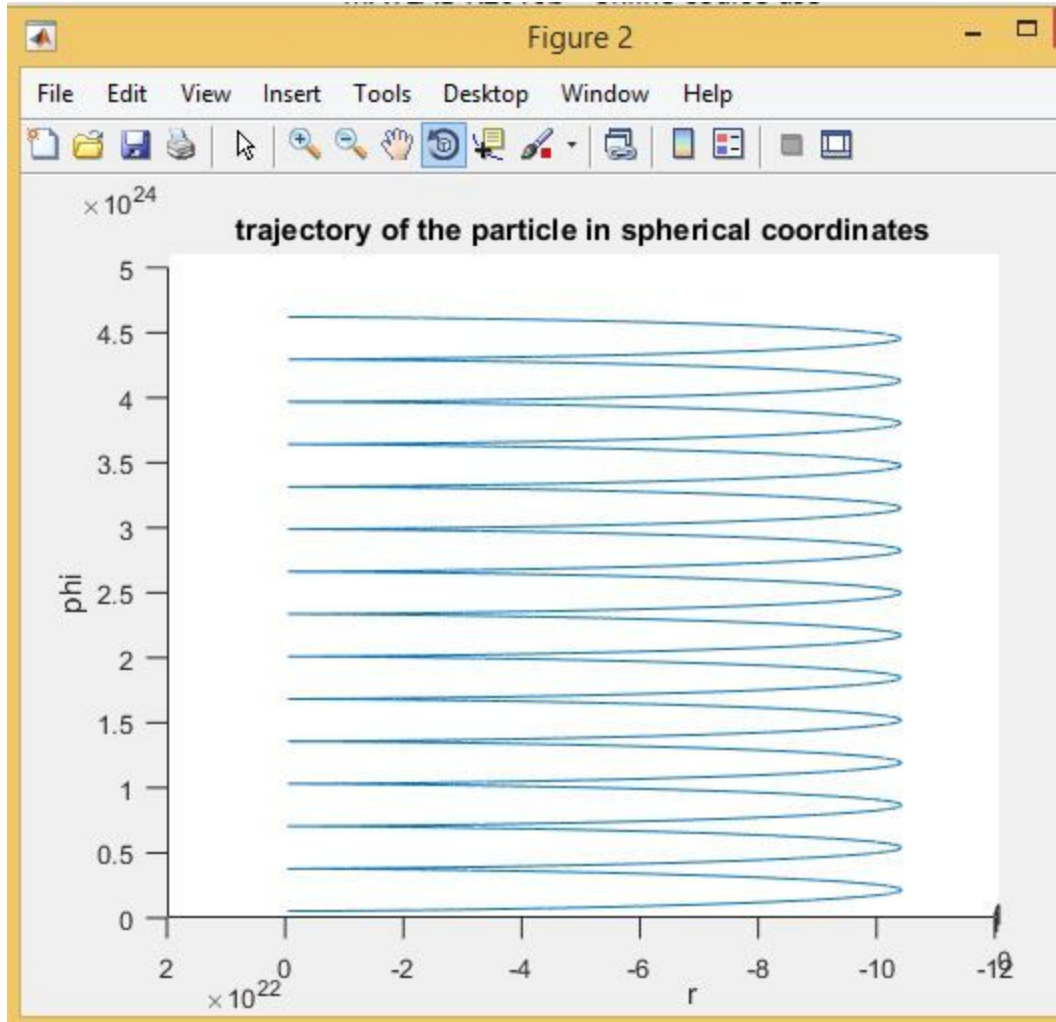 Figure 2
File Edit View Insert Tools Desktop Window Help
×10^24
trajectory of the particle in spherical coordinates
5
4.5
4
3.5
3
2.5
2
1.5
1
0.5
0
phi
2 0 -2 -4 -6 -8 -10 -12
×10^22
r